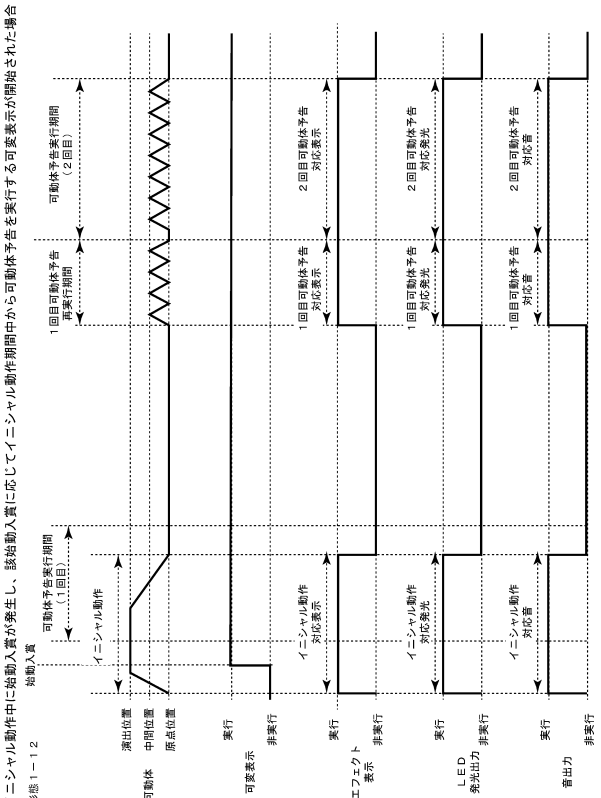 ニシャル動作中に始動入賞が発生し、該始動入賞に応じてイニシャル動作期間中から可動体予告を実行する可変表示が開始された場合
形態１－１２
始動入賞
可動体予告実行期間
（１回目）
１回目可動体予告
再実行期間
可動体予告実行期間
（２回目）
イニシャル動作
可動体
演出位置
中間位置
原点位置
可変表示
実行
非実行
エフェクト
表示
実行
非実行
イニシャル動作
対応表示
１回目可動体予告
対応表示
２回目可動体予告
対応表示
ＬＥＤ
発光出力
実行
非実行
イニシャル動作
対応発光
１回目可動体予告
対応発光
２回目可動体予告
対応発光
音出力
実行
非実行
イニシャル動作
対応音
１回目可動体予告
対応音
２回目可動体予告
対応音